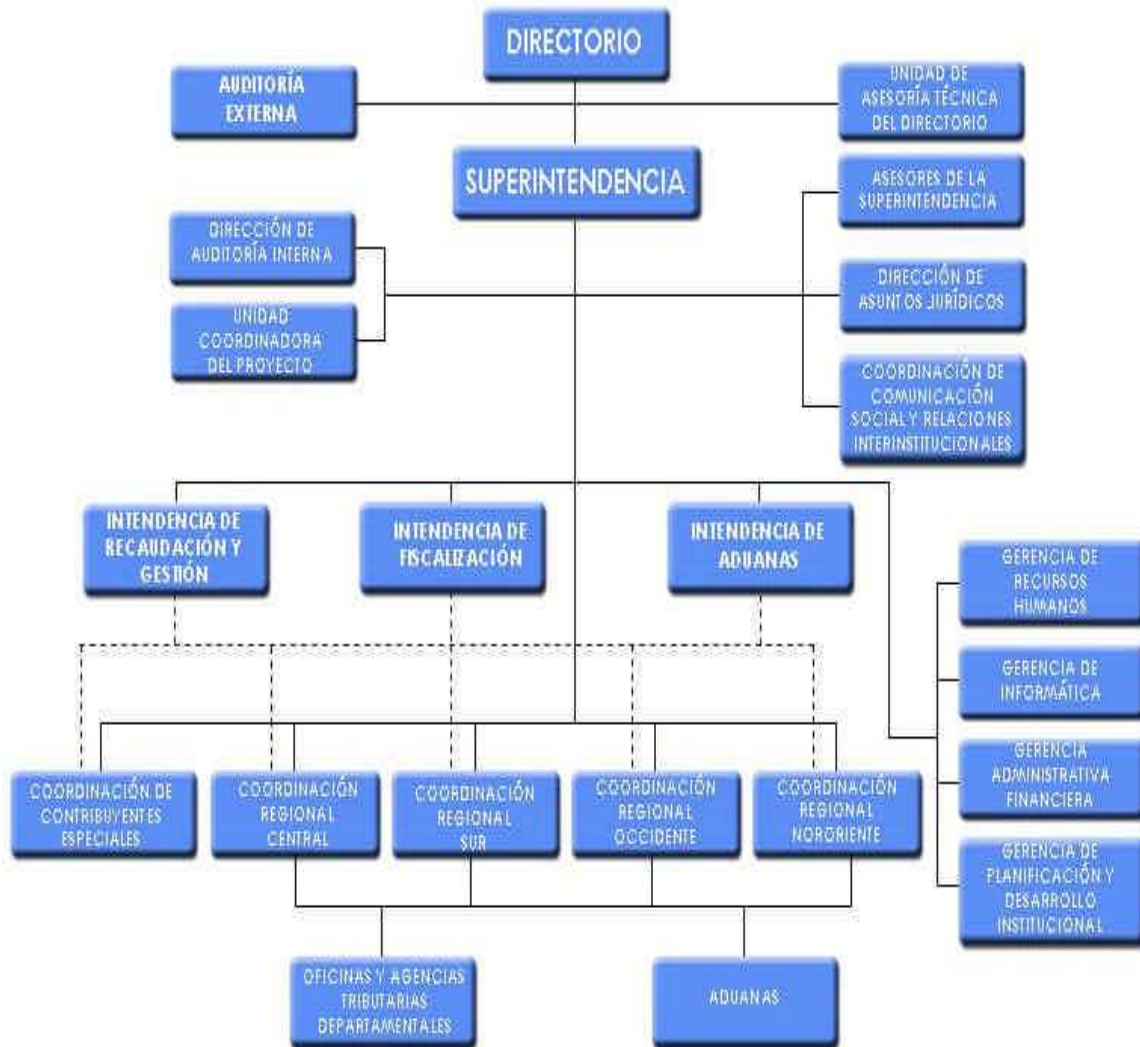 DIRECTORIO
AUDITORÍA
EXTERNA
UNIDAD DE
ASESORÍA TÉCNICA
DEL DIRECTORIO
SUPERINTENDENCIA
ASESORES DE LA
SUPERINTENDENCIA
DIRECCIÓN DE
AUDITORÍA INTERNA
DIRECCIÓN DE
ASUNTOS JURÍDICOS
UNIDAD
COORDINADORA
DEL PROYECTO
COORDINACIÓN DE
COMUNICACIÓN
SOCIAL Y RELACIONES
INTERINSTITUCIONALES
INTENDENCIA DE
RECAUDACIÓN Y
GESTIÓN
INTENDENCIA DE
FISCALIZACIÓN
INTENDENCIA DE
ADUANAS
GERENCIA DE
RECURSOS
HUMANOS
GERENCIA DE
INFORMÁTICA
GERENCIA
ADMINISTRATIVA
FINANCIERA
GERENCIA DE
PLANIFICACIÓN Y
DESARROLLO
INSTITUCIONAL
COORDINACIÓN DE
CONTRIBUYENTES
ESPECIALES
COORDINACIÓN
REGIONAL
CENTRAL
COORDINACIÓN
REGIONAL
SUR
COORDINACIÓN
REGIONAL
OCCIDENTE
COORDINACIÓN
REGIONAL
NORORIENTE
OFICINAS Y AGENCIAS
TRIBUTARIAS
DEPARTAMENTALES
ADUANAS